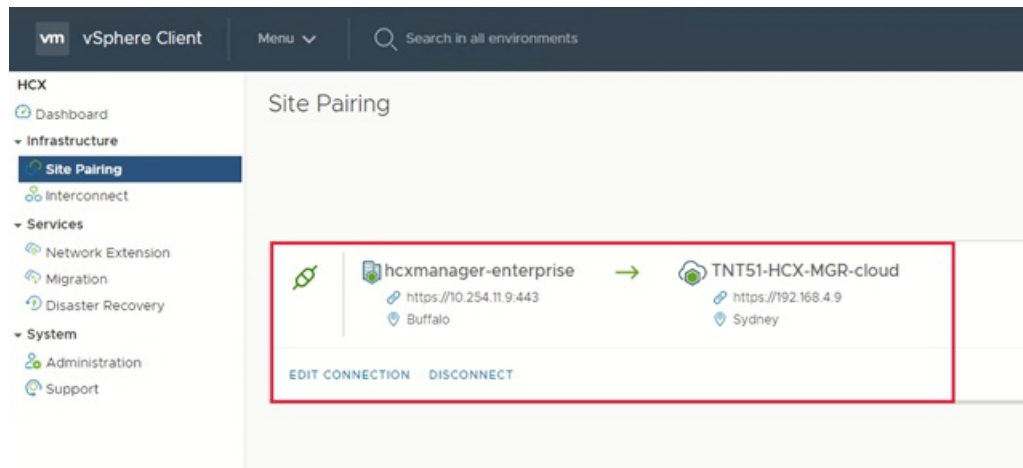 vm vSphere Client Menu Search in all environments
HCX
Dashboard
Infrastructure
Site Pairing
Interconnect
Services
Network Extension
Migration
Disaster Recovery
System
Administration
Support
Site Pairing
hcxmanager-enterprise
https://10.254.11.9:443
Buffalo
TNT51-HCX-MGR-cloud
https://192.168.4.9
Sydney
EDIT CONNECTION DISCONNECT